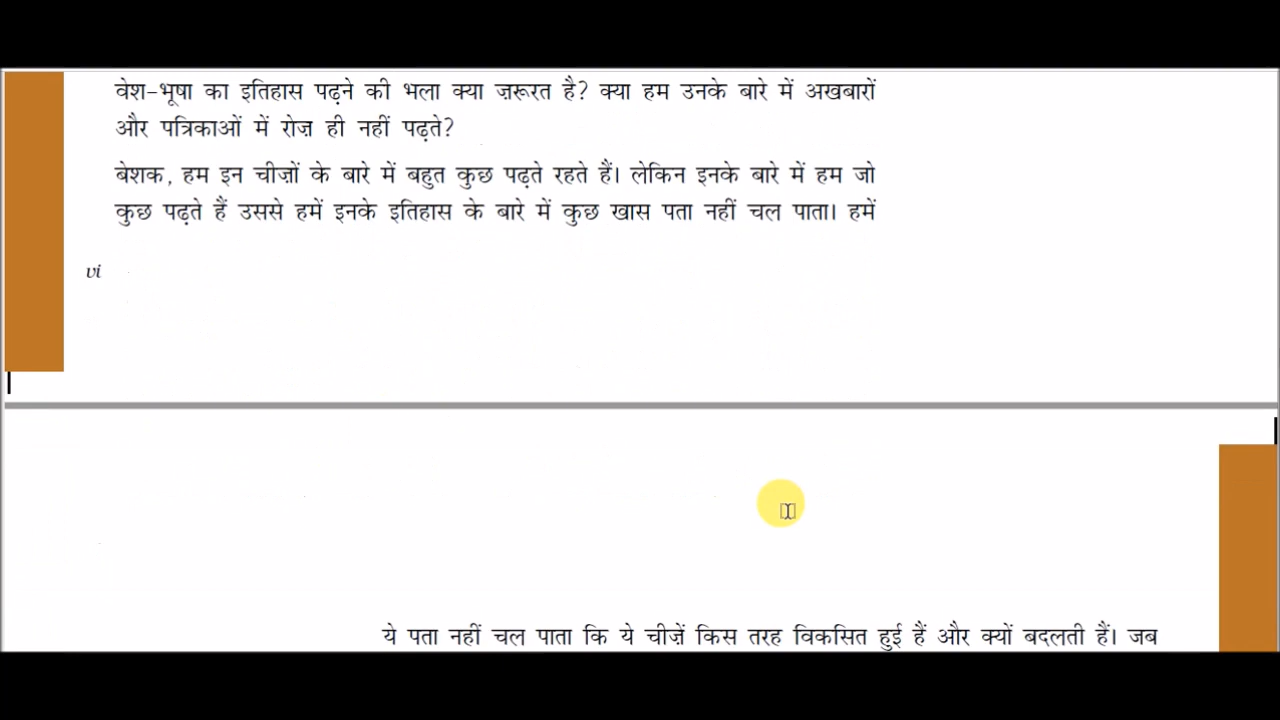 वेश-भूषा का इतिहास पढ़ने की भला क्या ज़रूरत है? क्या हम उनके बारे में अखबारों
और पत्रिकाओं में रोज़ ही नहीं पढ़ते?
बेशक, हम इन चीज़ों के बारे में बहुत कुछ पढ़ते रहते हैं। लेकिन इनके बारे में हम जो
कुछ पढ़ते हैं उससे हमें इनके इतिहास के बारे में कुछ खास पता नहीं चल पाता। हमें
vi
ये पता नहीं चल पाता कि ये चीज़ें किस तरह विकसित हुई हैं और क्यों बदलती हैं। जब